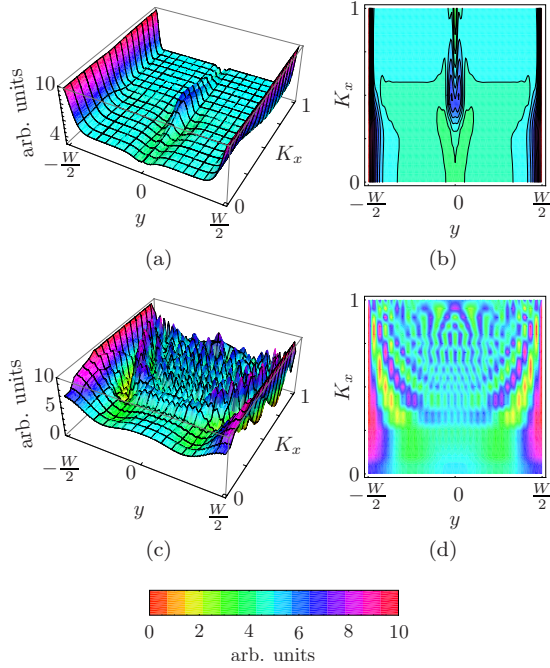 10
4
arb. units
−W/2
0
y
W/2
0
K_x
1
(a)
1
K_x
0
−W/2
0
W/2
y
(b)
10
5
0
arb. units
−W/2
0
y
W/2
0
K_x
1
(c)
1
K_x
0
−W/2
0
W/2
y
(d)
0 2 4 6 8 10
arb. units